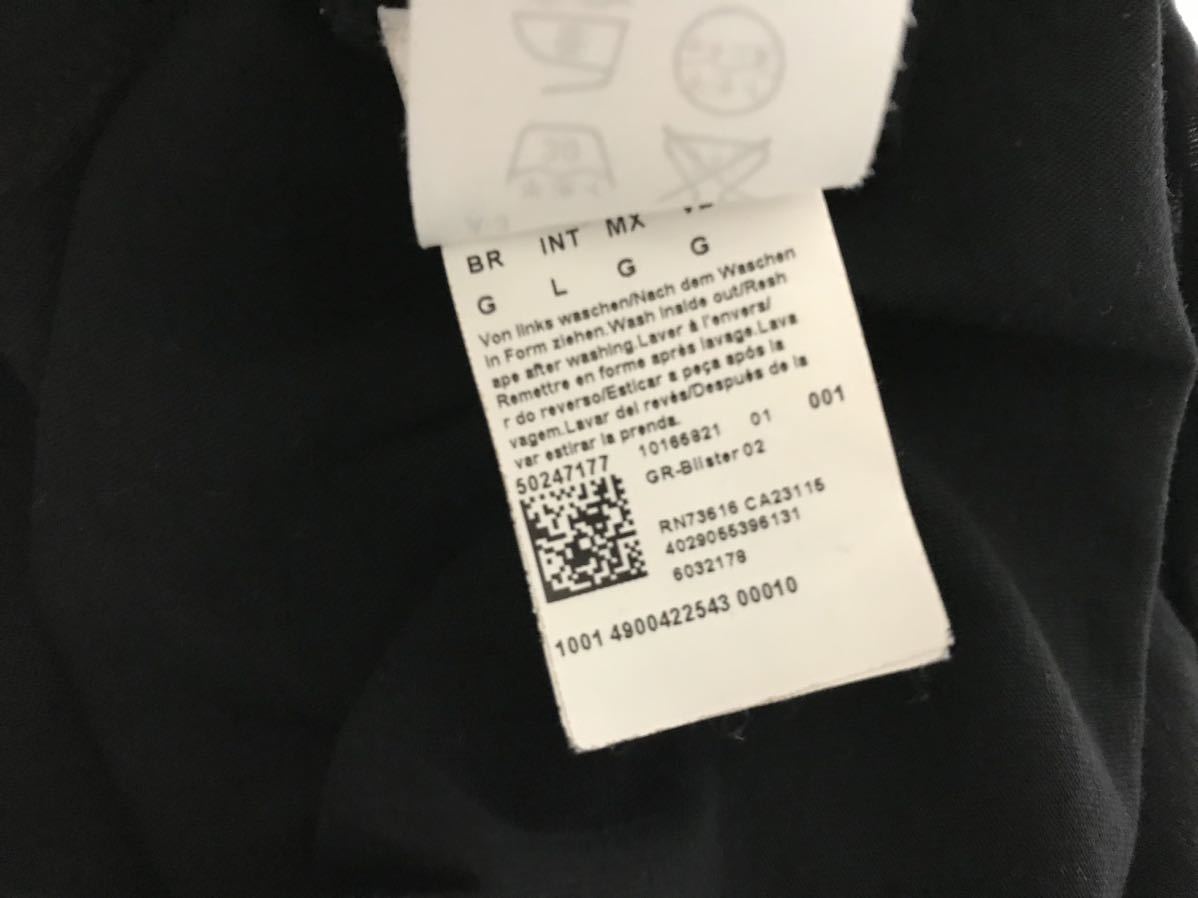 BR INT MX
G L G G
Von links waschen/Nach dem Waschen
in Form ziehen.Wash inside out/Resh
ape after washing.Laver à l'envers/
Remettre en forme après lavage.Lava
r do reverso/Esticar a peça após la
vagem.Lavar del revés/Después de la
var estirar la prenda.
50247177 10165821 01 001
GR-Blister 02
RN73616 CA23115
4029055396131
6032178
1001 4900422543 00010